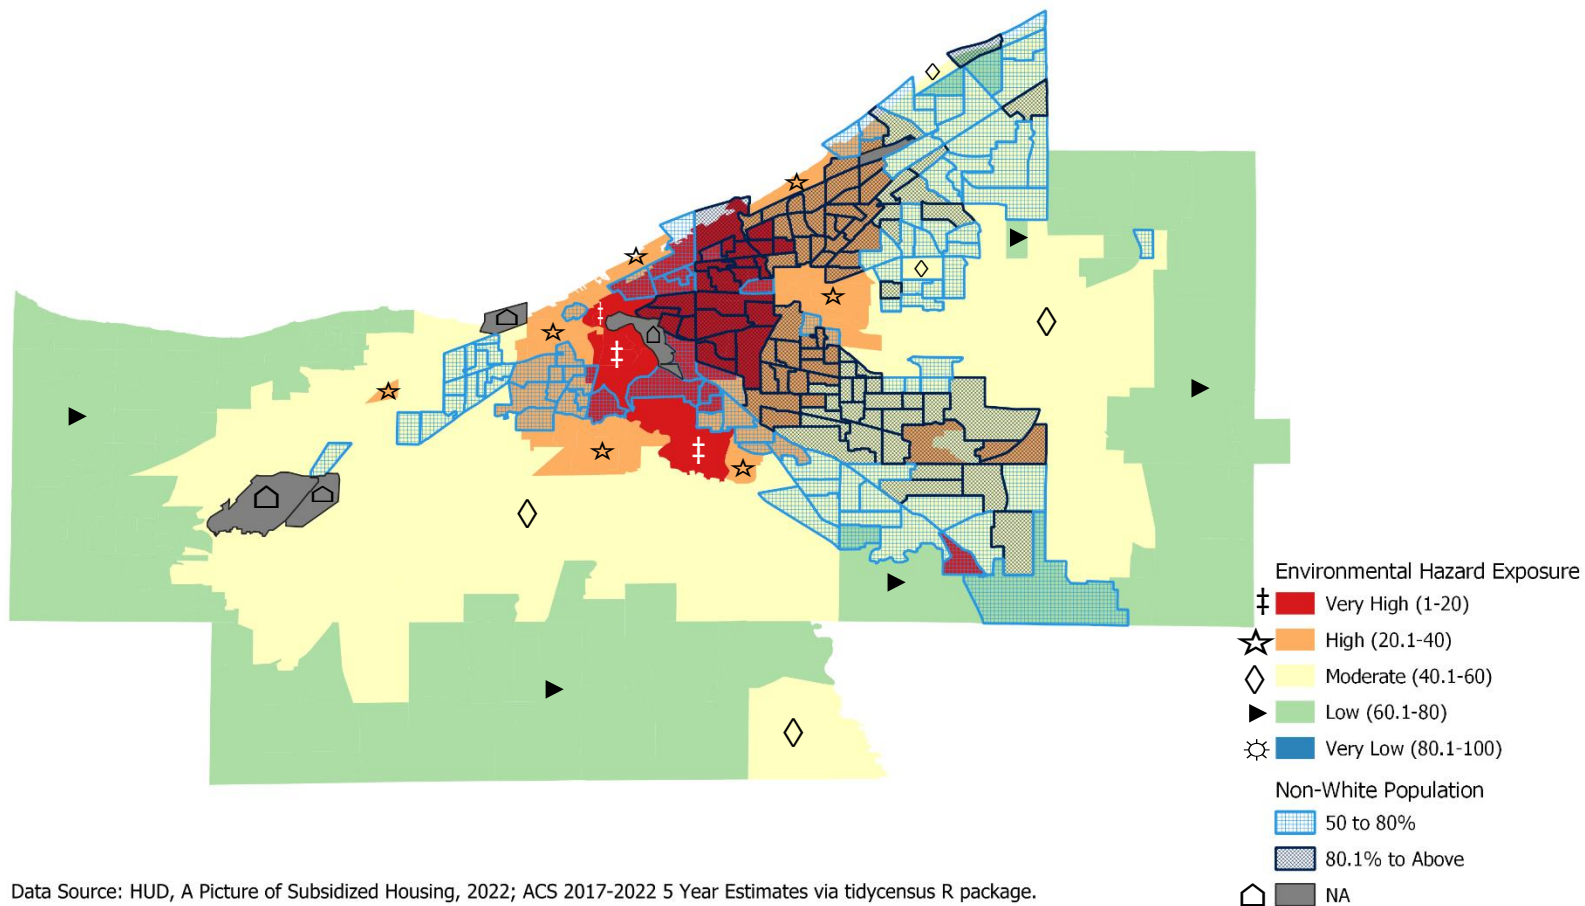 Environmental Hazard Exposure
Very High (1-20)
High (20.1-40)
Moderate (40.1-60)
Low (60.1-80)
Very Low (80.1-100)
Non-White Population
50 to 80%
80.1% to Above
NA
Data Source: HUD, A Picture of Subsidized Housing, 2022; ACS 2017-2022 5 Year Estimates via tidycensus R package.